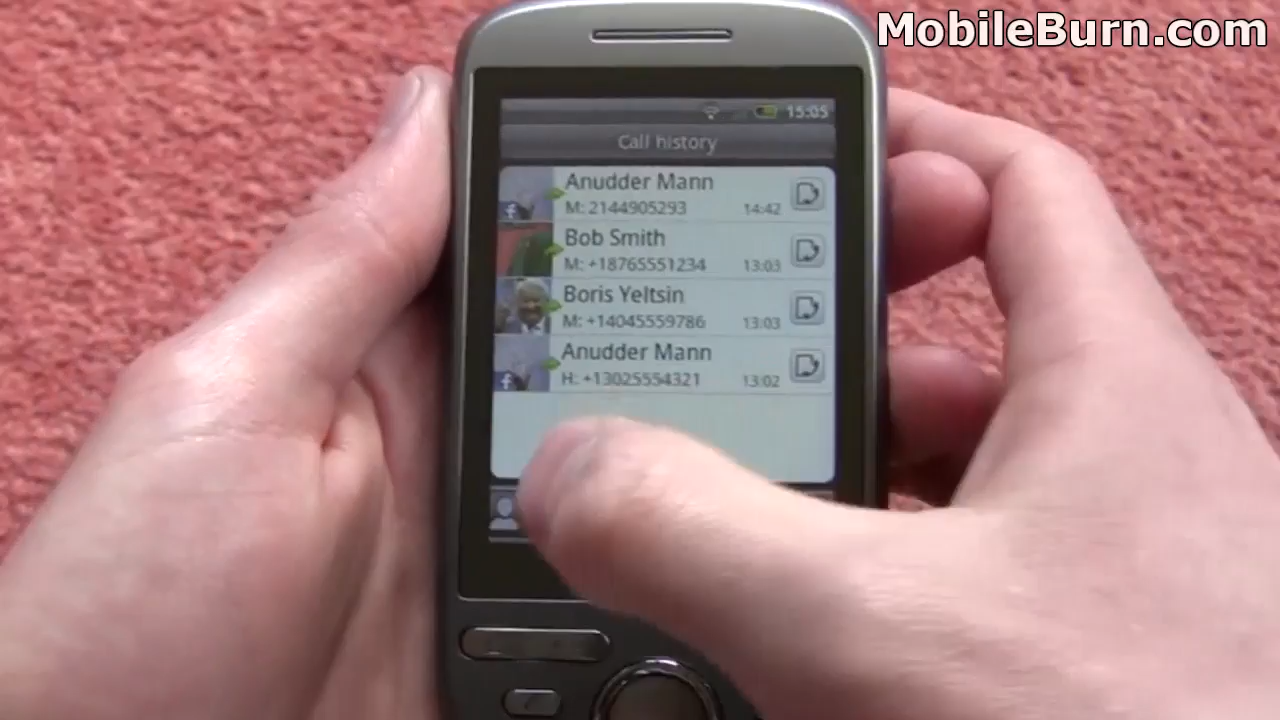 MobileBurn.com
15:05
Call history
Anudder Mann
M: 2144905293 14:42
Bob Smith
M: +18765551234 13:03
Boris Yeltsin
M: +14045559786 13:03
Anudder Mann
H: +13025554321 13:02